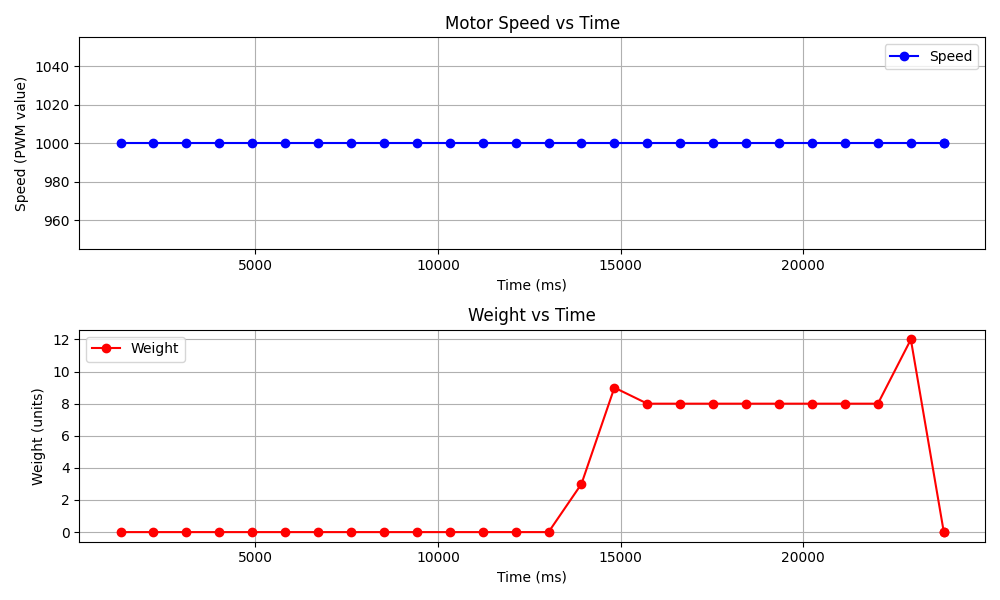 Motor Speed vs Time
Speed (PWM value)
1040
1020
1000
980
960
Speed
5000 10000 15000 20000
Time (ms)
Weight vs Time
Weight (units)
12
10
8
6
4
2
0
Weight
5000 10000 15000 20000
Time (ms)